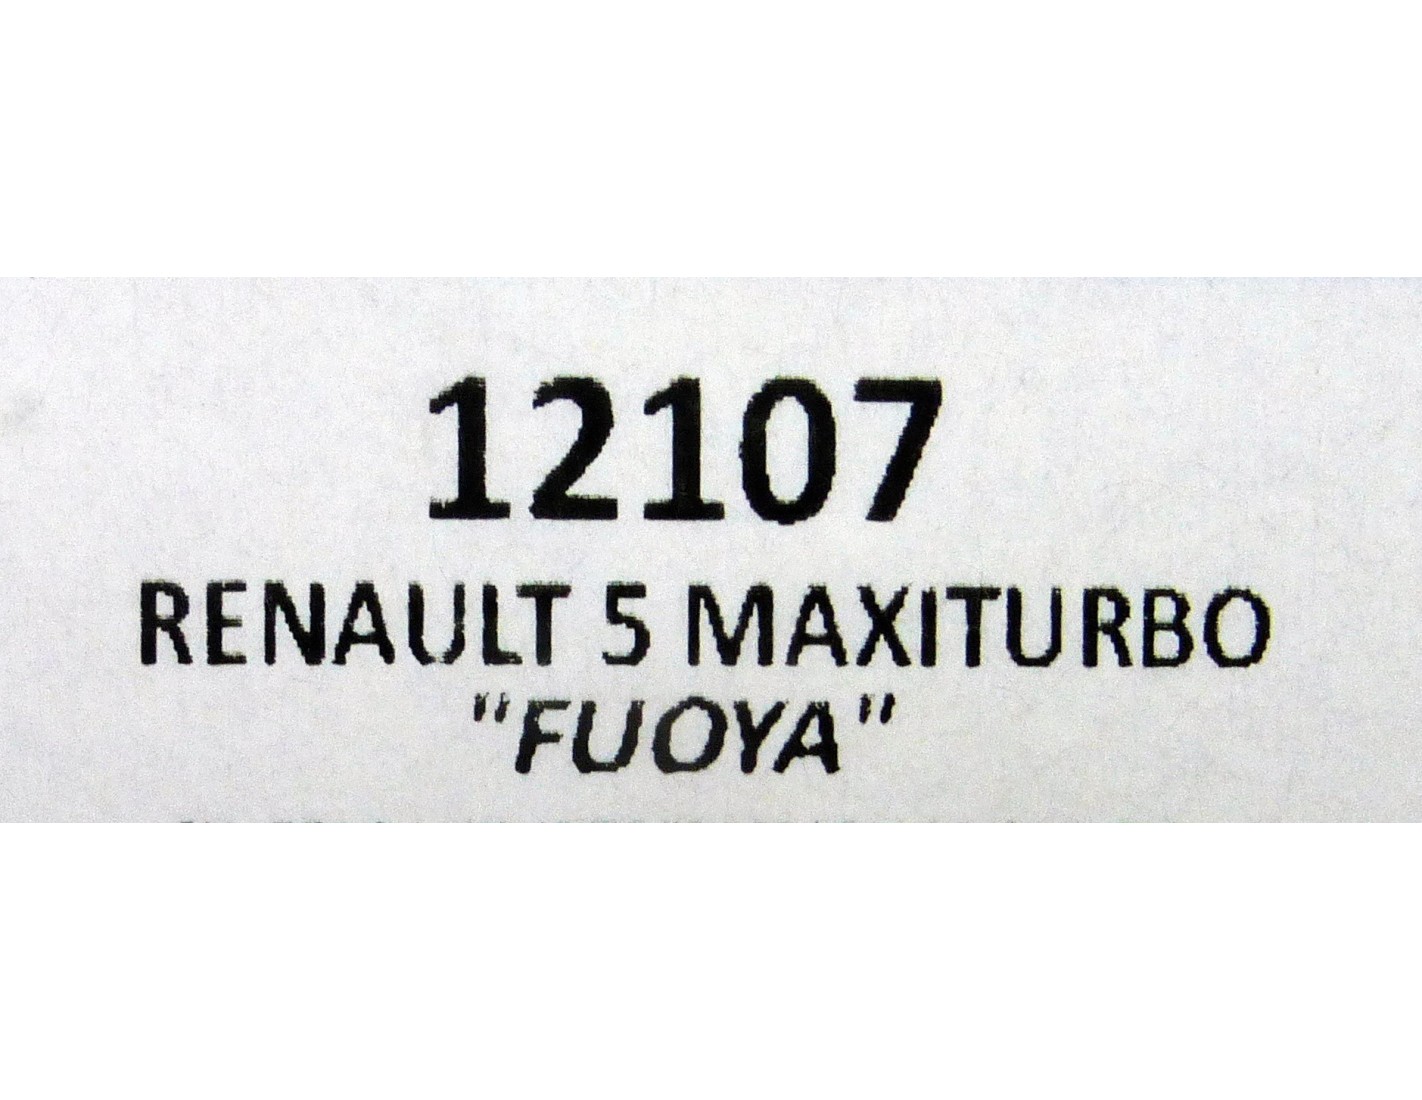 12107
RENAULT 5 MAXITURBO
"FUOYA"